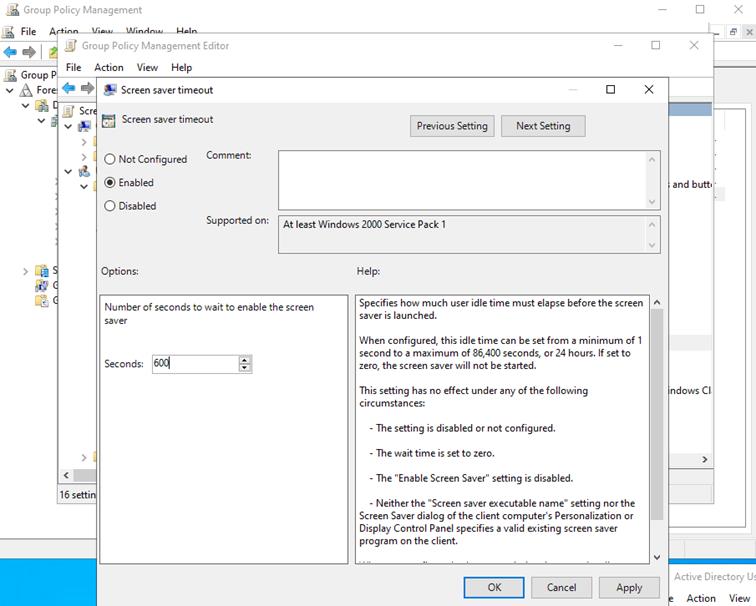 Group Policy Management
File Action View Window Help
Group Policy Management Editor
File Action View Help
Group P
Fore
Scre
Screen saver timeout
Screen saver timeout
Previous Setting Next Setting
Not Configured
Enabled
Disabled
Comment:
Supported on:
At least Windows 2000 Service Pack 1
and butto
Options:
Help:
Number of seconds to wait to enable the screen
saver
Seconds: 600
Specifies how much user idle time must elapse before the screen
saver is launched.
When configured, this idle time can be set from a minimum of 1
second to a maximum of 86,400 seconds, or 24 hours. If set to
zero, the screen saver will not be started.
This setting has no effect under any of the following
circumstances:
- The setting is disabled or not configured.
- The wait time is set to zero.
- The "Enable Screen Saver" setting is disabled.
- Neither the "Screen saver executable name" setting nor the
Screen Saver dialog of the client computer's Personalization or
Display Control Panel specifies a valid existing screen saver
program on the client.
indows Cl
16 settin
OK Cancel Apply
Active Directory Us
Action View